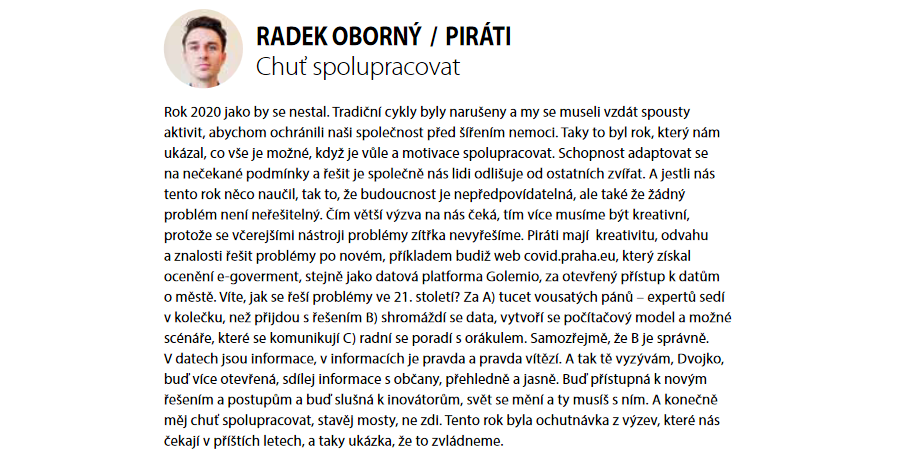 RADEK OBORNÝ / PIRÁTI
Chuť spolupracovat
Rok 2020 jako by se nestal. Tradiční cykly byly narušeny a my se museli vzdát spousty
aktivit, abychom ochránili naši společnost před šířením nemoci. Taky to byl rok, který nám
ukázal, co vše je možné, když je vůle a motivace spolupracovat. Schopnost adaptovat se
na nečekané podmínky a řešit je společně nás lidi odlišuje od ostatních zvířat. A jestli nás
tento rok něco naučil, tak to, že budoucnost je nepředpovídatelná, ale také že žádný
problém není neřešitelný. Čím větší výzva na nás čeká, tím více musíme být kreativní,
protože se včerejšími nástroji problémy zítřka nevyřešíme. Piráti mají kreativitu, odvahu
a znalosti řešit problémy po novém, příkladem budiž web covid.praha.eu, který získal
ocenění e-goverment, stejně jako datová platforma Golemio, za otevřený přístup k datům
o městě. Víte, jak se řeší problémy ve 21. století? Za A) tucet vousatých pánů – expertů sedí
v kolečku, než přijdou s řešením B) shromáždí se data, vytvoří se počítačový model a možné
scénáře, které se komunikují C) radní se poradí s orákulem. Samozřejmě, že B je správně.
V datech jsou informace, v informacích je pravda a pravda vítězí. A tak tě vyzývám, Dvojko,
buď více otevřená, sdílej informace s občany, přehledně a jasně. Buď přístupná k novým
řešením a postupům a buď slušná k inovátorům, svět se mění a ty musíš s ním. A konečně
měj chuť spolupracovat, stavěj mosty, ne zdi. Tento rok byla ochutnávka z výzev, které nás
čekají v příštích letech, a taky ukázka, že to zvládneme.